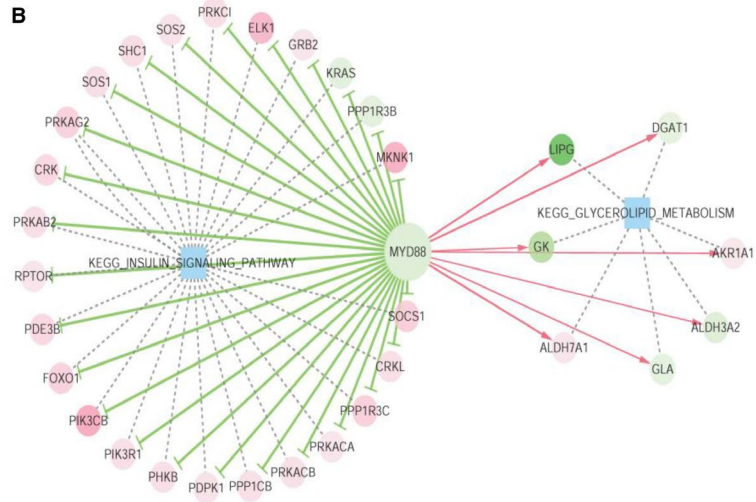 B
PRKCI
ELK1
SOS2
GRB2
SHC1
KRAS
SOS1
PPP1R3B
PRKAG2
MKNK1
CRK
PRKAB2
RPTOR
KEGG_INSULIN_SIGNALING_PATHWAY
MYD88
PDE3B
SOCS1
FOXO1
CRKL
PIK3CB
PPP1R3C
PIK3R1
PRKACA
PHKB
PRKACB
PDPK1
PPP1CB
LIPG
DGAT1
KEGG_GLYCEROLIPID_METABOLISM
GK
AKR1A1
ALDH3A2
ALDH7A1
GLA